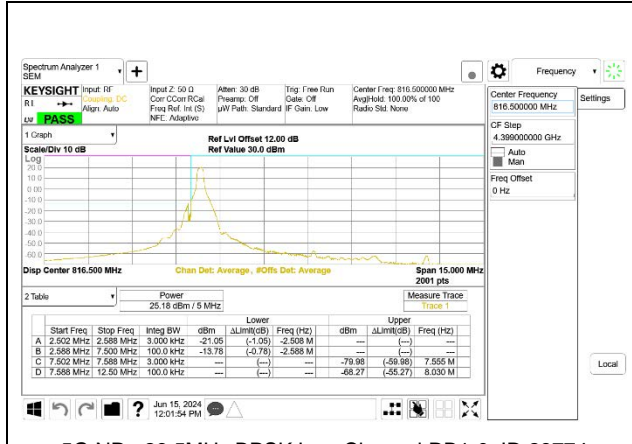 Spectrum Analyzer 1
SEM
KEYSIGHT
Input: RF
Coupling: DC
Align: Auto
Input Z: 50 Ω
Corr CCorr RCal
Freq Ref: Int (S)
NFE: Adaptive
Atten: 30 dB
Preamp: Off
µW Path: Standard
Trig: Free Run
Gate: Off
IF Gain: Low
Center Freq: 816.500000 MHz
Avg|Hold: 100.00% of 100
Radio Std: None
PASS
Frequency
Settings
Center Frequency
816.500000 MHz
CF Step
4.399000000 GHz
Auto
Man
Freq Offset
0 Hz
Local
1 Graph
Scale/Div 10 dB
Ref Lvl Offset 12.00 dB
Ref Value 30.0 dBm
Log
20.0
10.0
0.00
-10.0
-20.0
-30.0
-40.0
-50.0
-60.0
Disp Center 816.500 MHz
Chan Det: Average , #Offs Det: Average
Span 15.000 MHz
2001 pts
2 Table
Power
25.18 dBm / 5 MHz
Measure Trace
Trace 1
Lower Upper
Start Freq Stop Freq Integ BW dBm ΔLimit(dB) Freq (Hz) dBm ΔLimit(dB) Freq (Hz)
A 2.502 MHz 2.588 MHz 3.000 kHz -21.05 (-1.05) -2.508 M --- (---) ---
B 2.588 MHz 7.500 MHz 100.0 kHz -13.78 (-0.78) -2.588 M --- (---) ---
C 7.502 MHz 7.588 MHz 3.000 kHz --- (---) --- -79.98 (-59.98) 7.555 M
D 7.588 MHz 12.50 MHz 100.0 kHz --- (---) --- -68.27 (-55.27) 8.030 M
Jun 15, 2024
12:01:54 PM